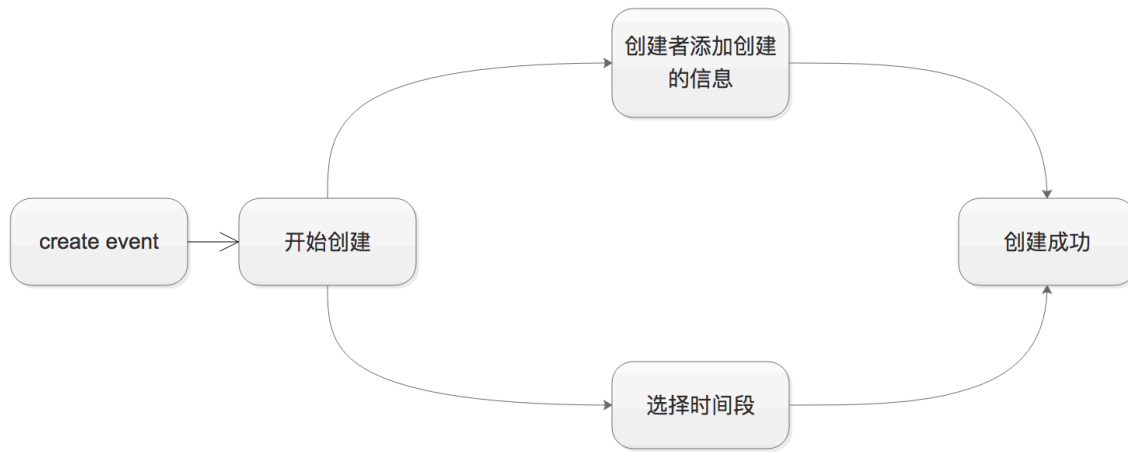 创建者添加创建
的信息
create event
开始创建
创建成功
选择时间段